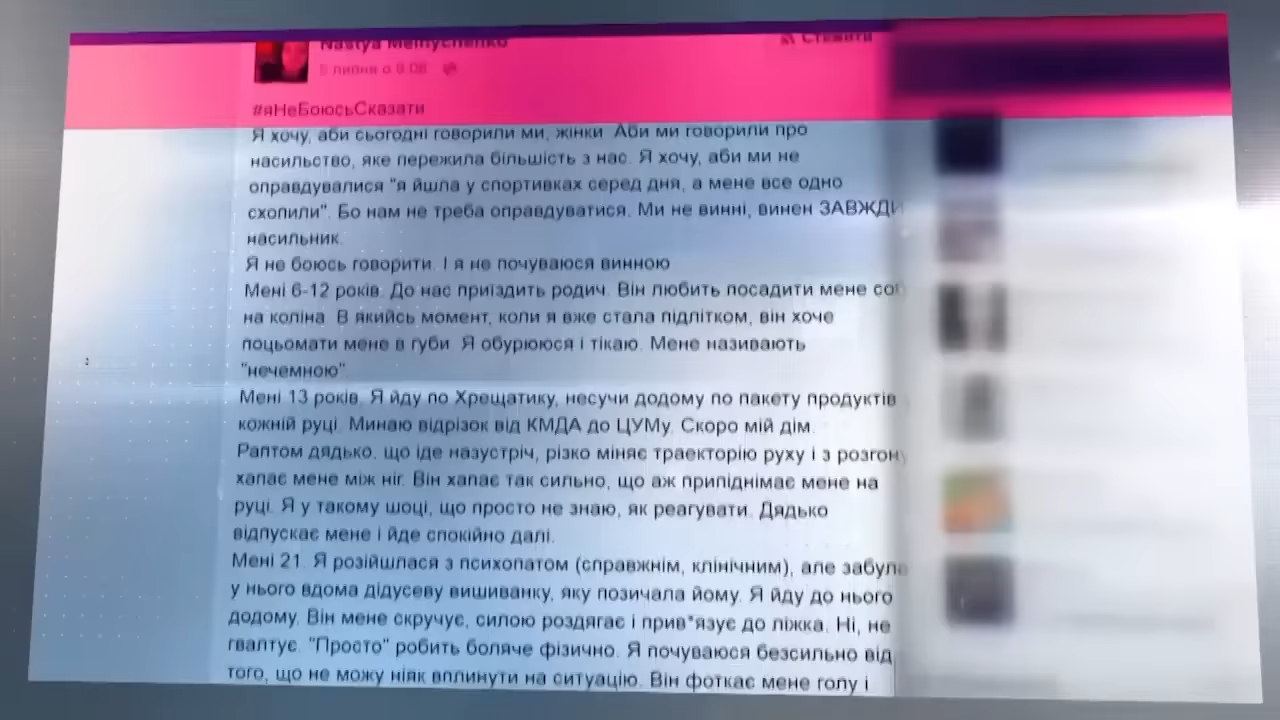 Nastya Melnychenko
Стежити
5 липня о 8:08
#яНеБоюсьСказати
Я хочу, аби сьогодні говорили ми, жінки. Аби ми говорили про
насильство, яке пережила більшість з нас. Я хочу, аби ми не
оправдувалися "я йшла у спортивках серед дня, а мене все одно
схопили". Бо нам не треба оправдуватися. Ми не винні, винен ЗАВЖДИ
насильник.
Я не боюсь говорити. І я не почуваюся винною
Мені 6-12 років. До нас приїздить родич. Він любить посадити мене
на коліна. В якийсь момент, коли я вже стала підлітком, він хоче
поцьомати мене в губи. Я обурююся і тікаю. Мене називають
"нечемною".
Мені 13 років. Я йду по Хрещатику, несучи додому по пакету продуктів
кожній руці. Минаю відрізок від КМДА до ЦУМу. Скоро мій дім.
Раптом дядько, що іде назустріч, різко міняє траекторію руху і з розгону
хапає мене між ніг. Він хапає так сильно, що аж припіднімає мене на
руці. Я у такому шоці, що просто не знаю, як реагувати. Дядько
відпускає мене і йде спокійно далі.
Мені 21. Я розійшлася з психопатом (справжнім, клінічним), але забула
у нього вдома дідусеву вишиванку, яку позичала йому. Я йду до нього
додому. Він мене скручує, силою роздягає і прив*язує до ліжка. Ні, не
гвалтує. "Просто" робить боляче фізично. Я почуваюся безсильно від
того, що не можу ніяк вплинути на ситуацію. Він фоткає мене голу і